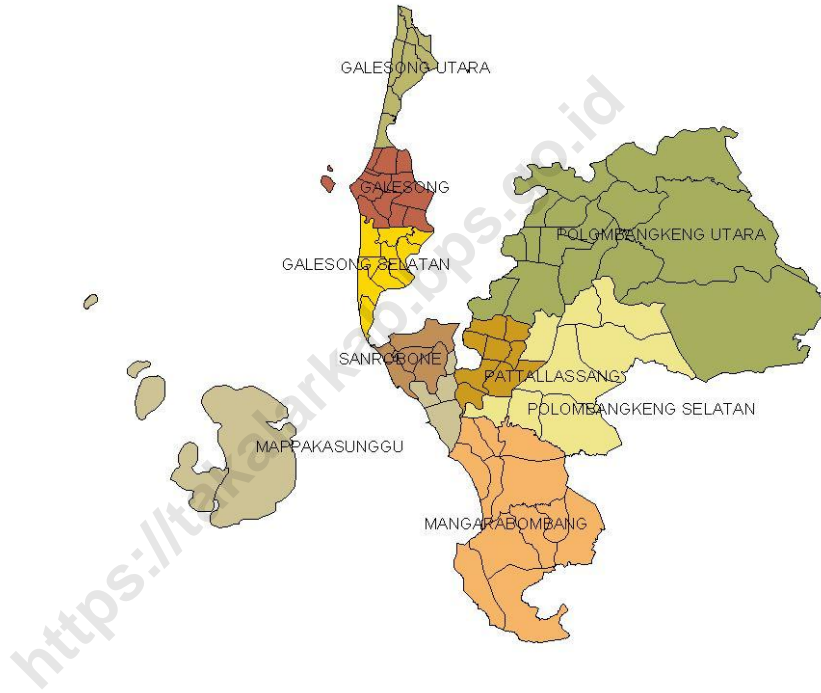 GALESONG UTARA
GALESONG
POLOMBANGKENG UTARA
GALESONG SELATAN
SANROBONE
PATTALLASSANG
POLOMBANGKENG SELATAN
MAPPAKASUNGGU
MANGARABOMBANG
https://takalarkab.bps.go.id